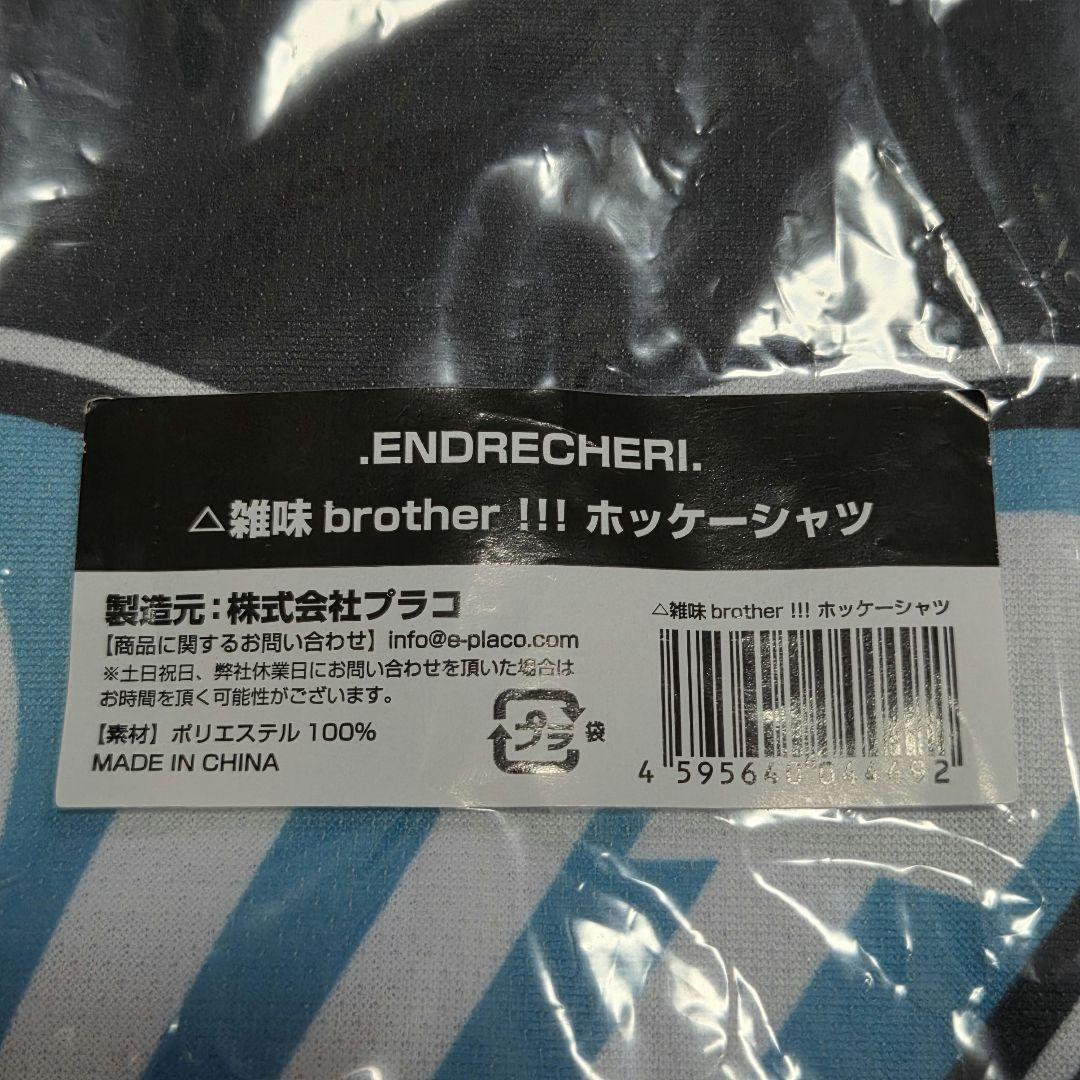 .ENDRECHERI.
△雑味 brother !!! ホッケーシャツ
製造元：株式会社プラコ
【商品に関するお問い合わせ】info@e-placo.com
※土日祝日、弊社休業日にお問い合わせを頂いた場合は
お時間を頂く可能性がございます。
【素材】ポリエステル 100%
MADE IN CHINA
プラ 袋
△雑味 brother !!! ホッケーシャツ
4 595640 044492